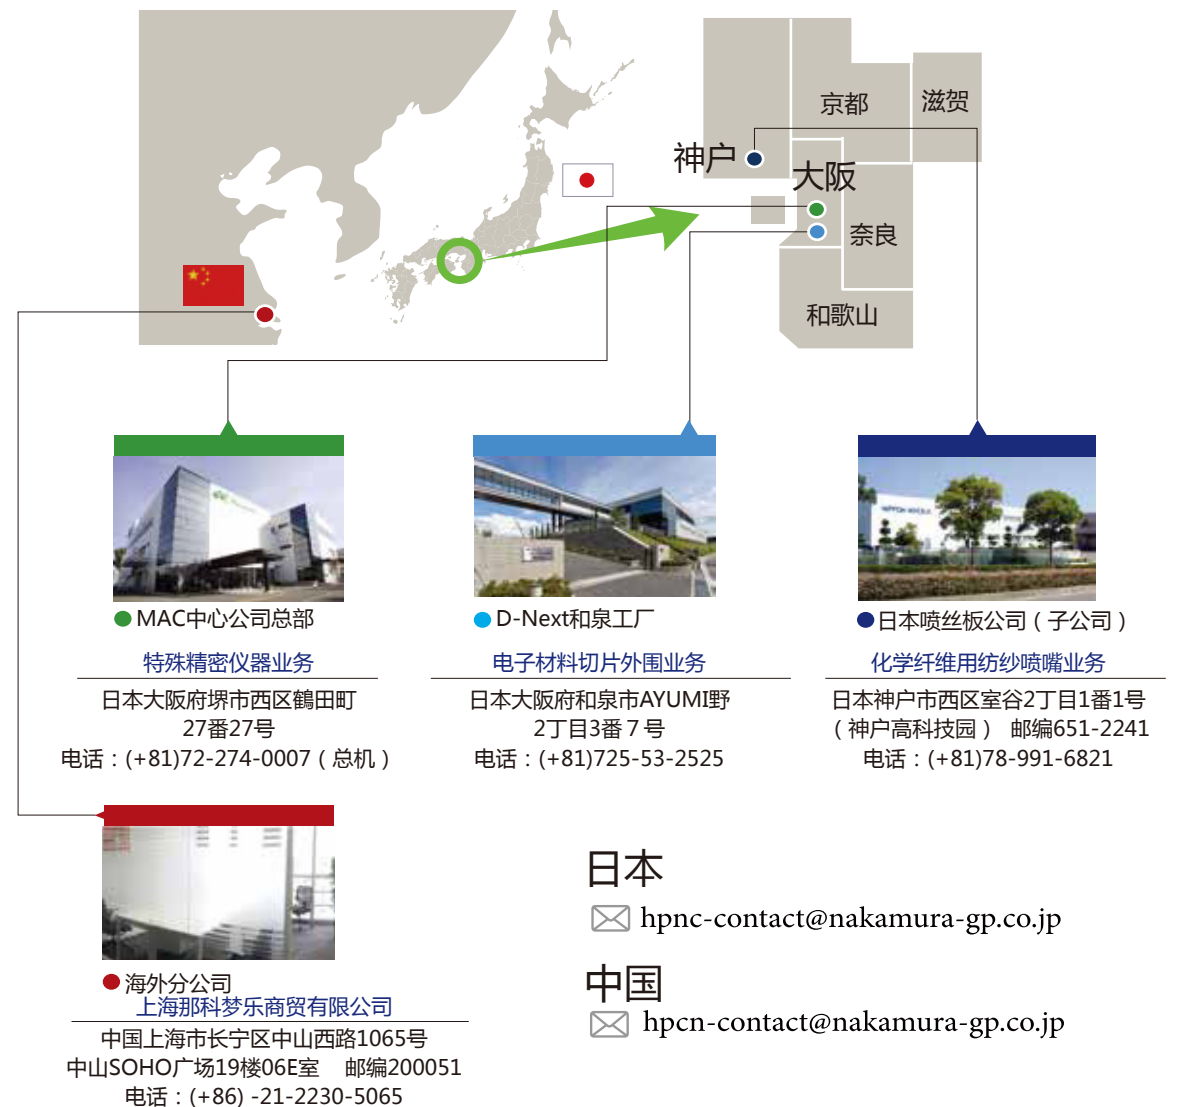 京都
滋贺
神户
大阪
奈良
和歌山
MAC中心公司总部
特殊精密仪器业务
日本大阪府堺市西区鶴田町
27番27号
电话：(+81)72-274-0007（总机）
D-Next和泉工厂
电子材料切片外围业务
日本大阪府和泉市AYUMI野
2丁目3番７号
电话：(+81)725-53-2525
日本喷丝板公司（子公司）
化学纤维用纺纱喷嘴业务
日本神户市西区室谷2丁目1番1号
（神户高科技园） 邮编651-2241
电话：(+81)78-991-6821
海外分公司
上海那科梦乐商贸有限公司
中国上海市长宁区中山西路1065号
中山SOHO广场19楼06E室 邮编200051
电话：(+86) -21-2230-5065
日本
hpnc-contact@nakamura-gp.co.jp
中国
hpcn-contact@nakamura-gp.co.jp